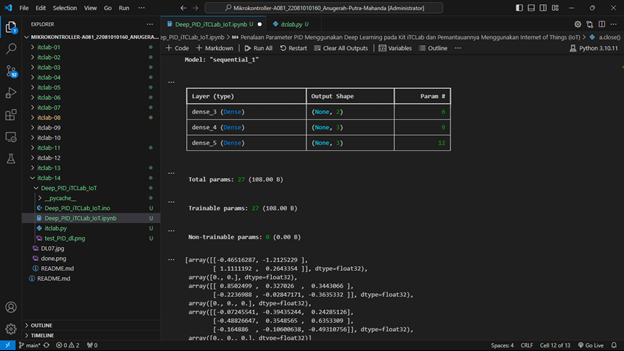 File Edit Selection View Go Run ...
Mikrokontroler-A081_22081010160_Anugerah-Putra-Mahanda [Administrator]
EXPLORER
...
MIKROKONTROLER-A081_22081010160_ANUGERA...
itclab-01
itclab-02
itclab-03
itclab-04
itclab-05
itclab-06
itclab-07
itclab-08
itclab-09
itclab-10
itclab-11
itclab-12
itclab-13
itclab-14
Deep_PID_iTCLab_IoT
__pycache__
Deep_PID_iTCLab_IoT.ino U
Deep_PID_iTCLab_IoT.ipynb U
itclab.py U
test_PID_dl.png U
DL07.jpg
done.png
README.md
README.md
OUTLINE
TIMELINE
Deep_PID_iTCLab_IoT.ipynb U
itclab.py U
Deep_PID_iTCLab_IoT.ipynb > Penalaan Parameter PID Menggunakan Deep Learning pada Kit iTCLab dan Pemantauannya Menggunakan Internet of Things (IoT) > a.close()
+ Code + Markdown Run All Restart Clear All Outputs Variables Outline ... Python 3.10.11
Model: "sequential_1"
...
Layer (type) Output Shape Param #
dense_3 (Dense) (None, 2) 6
dense_4 (Dense) (None, 3) 9
dense_5 (Dense) (None, 3) 12
...
Total params: 27 (108.00 B)
...
Trainable params: 27 (108.00 B)
...
Non-trainable params: 0 (0.00 B)
...
[array([[-0.46516287, -1.2125229 ],
[ 1.1111192 , 0.2643354 ]], dtype=float32),
array([0., 0.], dtype=float32),
array([[ 0.8502499 , 0.327026 , 0.3443066 ],
[-0.2236988 , -0.02847171, -0.3635332 ]], dtype=float32),
array([0., 0., 0.], dtype=float32),
array([[-0.07245541, -0.39435244, 0.24285126],
[-0.48826647, 0.3548565 , 0.6353309 ],
[-0.164886 , -0.10600638, -0.49310756]], dtype=float32),
array([0., 0., 0.], dtype=float32)]
main* 0 2 0
Spaces: 4 CRLF Cell 12 of 13 Go Live